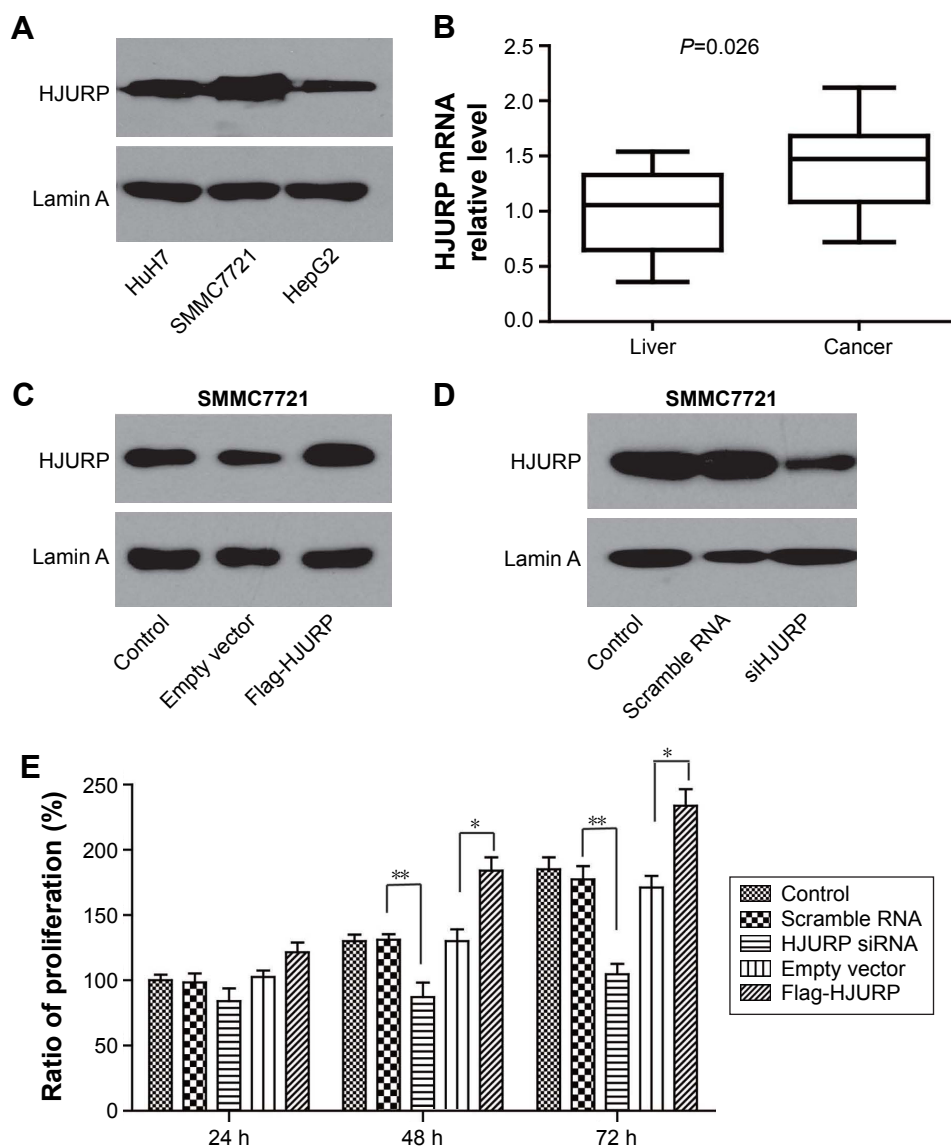 A
HJURP
Lamin A
HuH7
SMMC7721
HepG2
B
P=0.026
HJURP mRNA
relative level
2.5
2.0
1.5
1.0
0.5
0.0
Liver
Cancer
C
SMMC7721
HJURP
Lamin A
Control
Empty vector
Flag-HJURP
D
SMMC7721
HJURP
Lamin A
Control
Scramble RNA
siHJURP
E
Ratio of proliferation (%)
250
200
150
100
50
0
**
*
**
*
24 h
48 h
72 h
Control
Scramble RNA
HJURP siRNA
Empty vector
Flag-HJURP